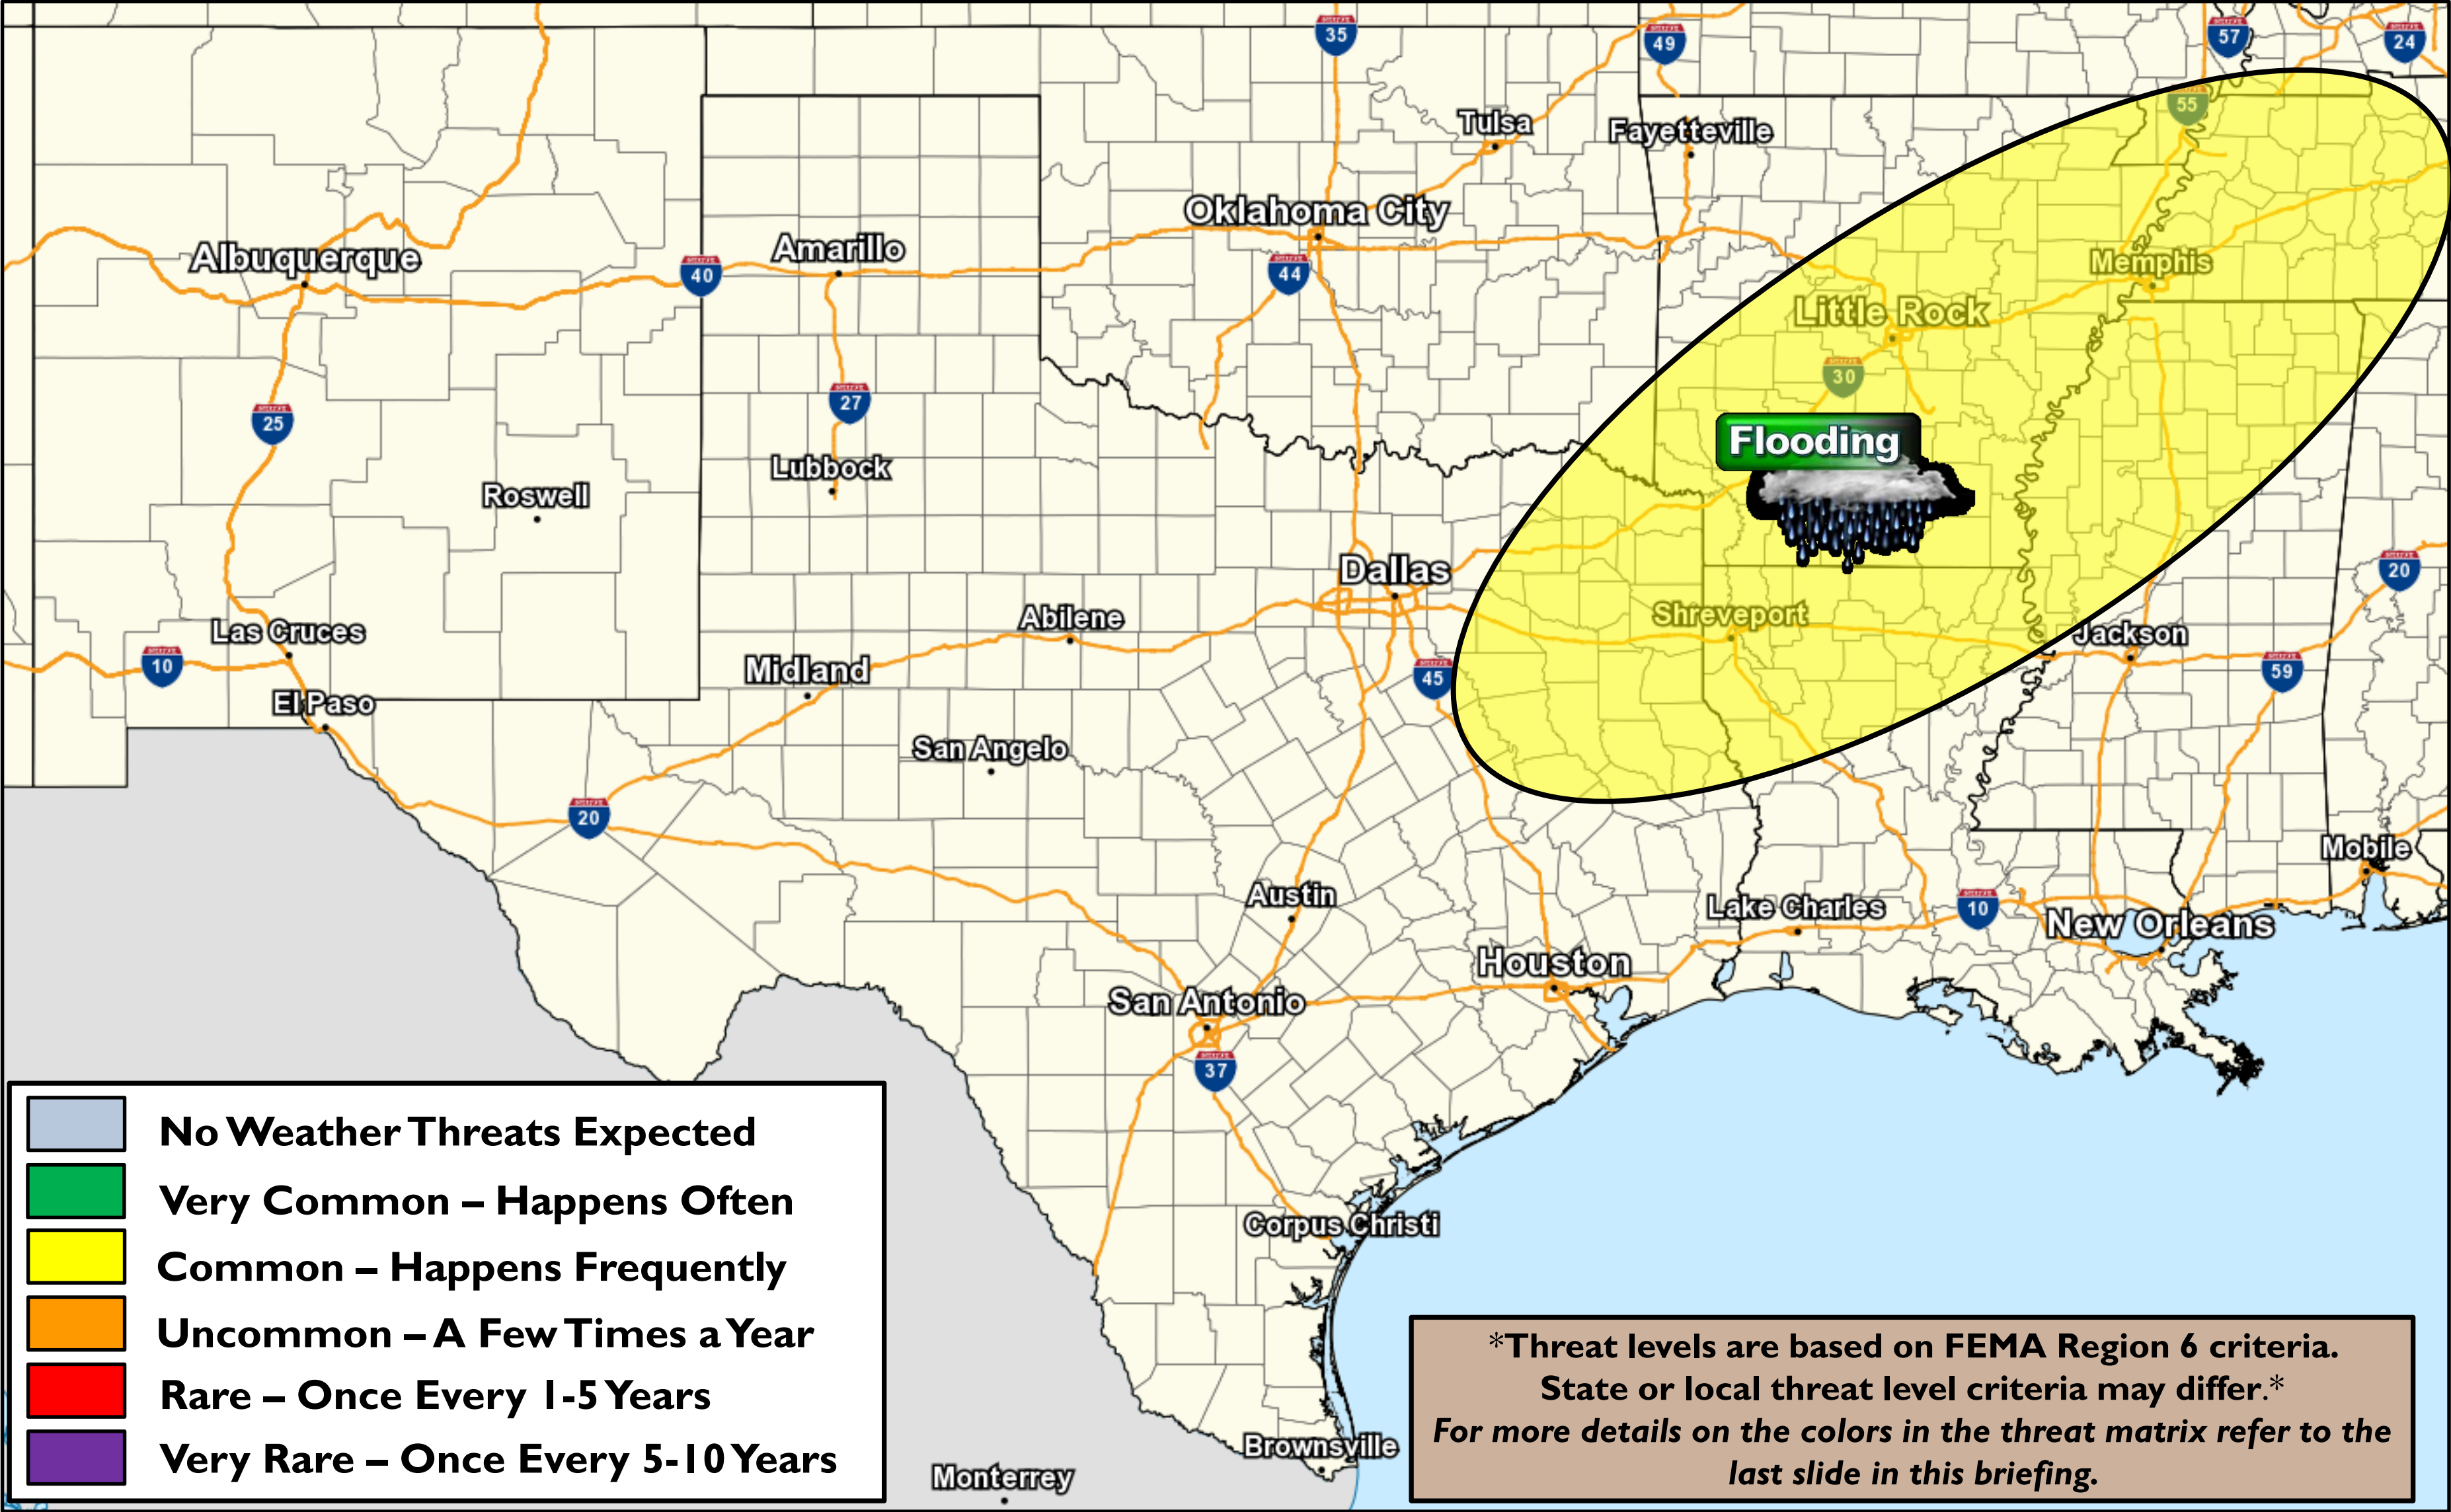 35
49
57
24
55
Tulsa
Fayetteville
Oklahoma City
Albuquerque
Amarillo
40
44
Memphis
Little Rock
30
25
27
Flooding
Lubbock
Roswell
Dallas
20
Las Cruces
Abilene
Shreveport
Jackson
10
Midland
45
59
El Paso
San Angelo
20
Mobile
Austin
Lake Charles
10
New Orleans
Houston
San Antonio
37
Corpus Christi
Brownsville
Monterrey
No Weather Threats Expected
Very Common – Happens Often
Common – Happens Frequently
Uncommon – A Few Times a Year
Rare – Once Every 1-5 Years
Very Rare – Once Every 5-10 Years
*Threat levels are based on FEMA Region 6 criteria.
State or local threat level criteria may differ.*
For more details on the colors in the threat matrix refer to the
last slide in this briefing.